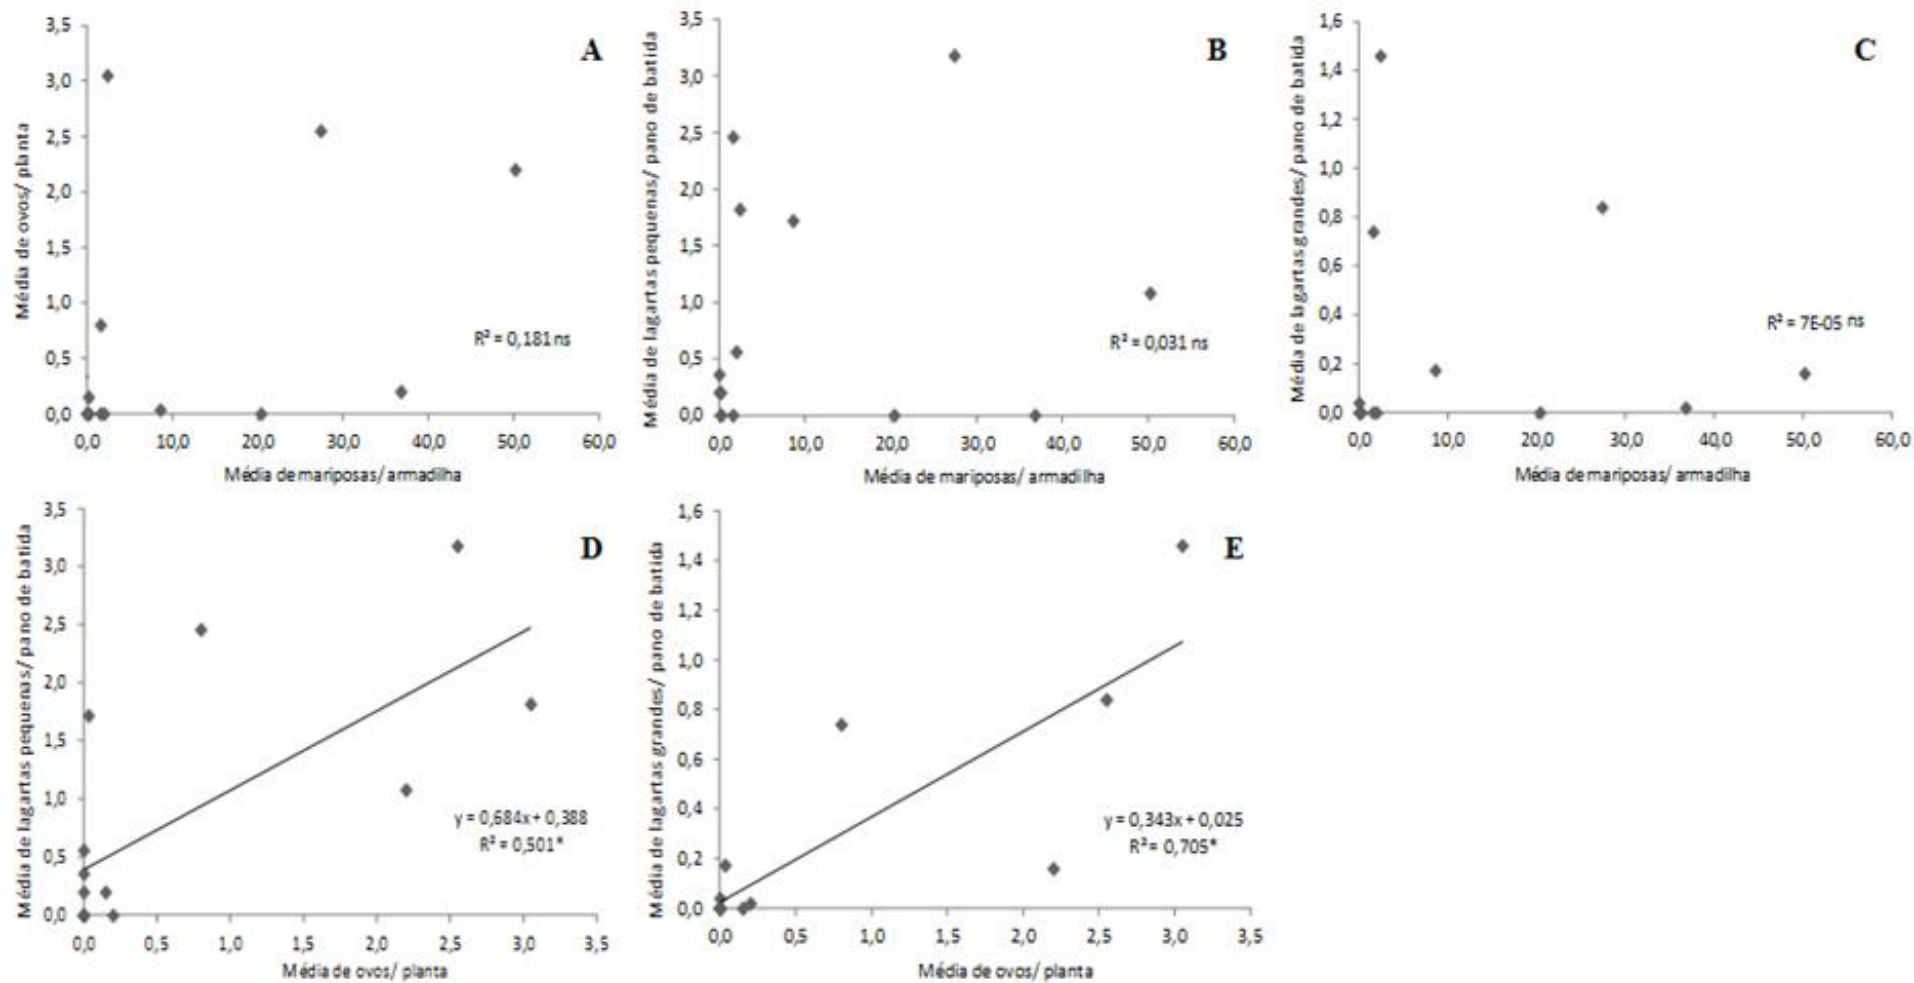 A
Média de ovos/ planta
3,5
3,0
2,5
2,0
1,5
1,0
0,5
0,0
R² = 0,181 ns
0,0 10,0 20,0 30,0 40,0 50,0 60,0
Média de mariposas/ armadilha
B
Média de lagartas pequenas/ pano de batida
3,5
3,0
2,5
2,0
1,5
1,0
0,5
0,0
R² = 0,031 ns
0,0 10,0 20,0 30,0 40,0 50,0 60,0
Média de mariposas/ armadilha
C
Média de lagartas grandes/ pano de batida
1,6
1,4
1,2
1,0
0,8
0,6
0,4
0,2
0,0
R² = 7E-05 ns
0,0 10,0 20,0 30,0 40,0 50,0 60,0
Média de mariposas/ armadilha
D
Média de lagartas pequenas/ pano de batida
3,5
3,0
2,5
2,0
1,5
1,0
0,5
0,0
y = 0,684x + 0,388
R² = 0,501*
0,0 0,5 1,0 1,5 2,0 2,5 3,0 3,5
Média de ovos/ planta
E
Média de lagartas grandes/ pano de batida
1,6
1,4
1,2
1,0
0,8
0,6
0,4
0,2
0,0
y = 0,343x + 0,025
R² = 0,705*
0,0 0,5 1,0 1,5 2,0 2,5 3,0 3,5
Média de ovos/ planta